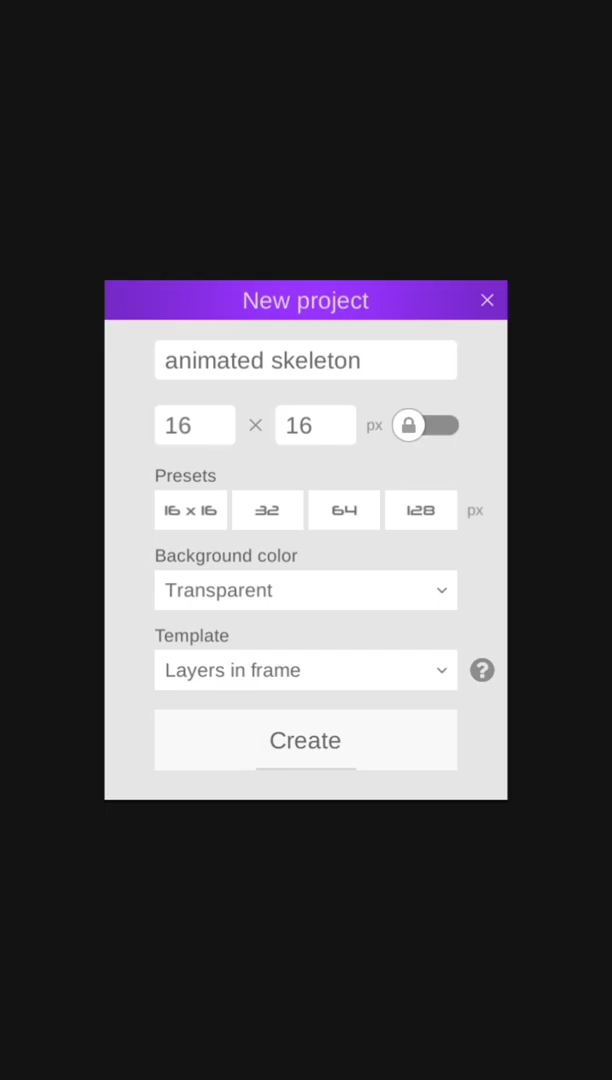 New project
animated skeleton
16 × 16 px
Presets
16 x 16 32 64 128 px
Background color
Transparent
Template
Layers in frame ?
Create